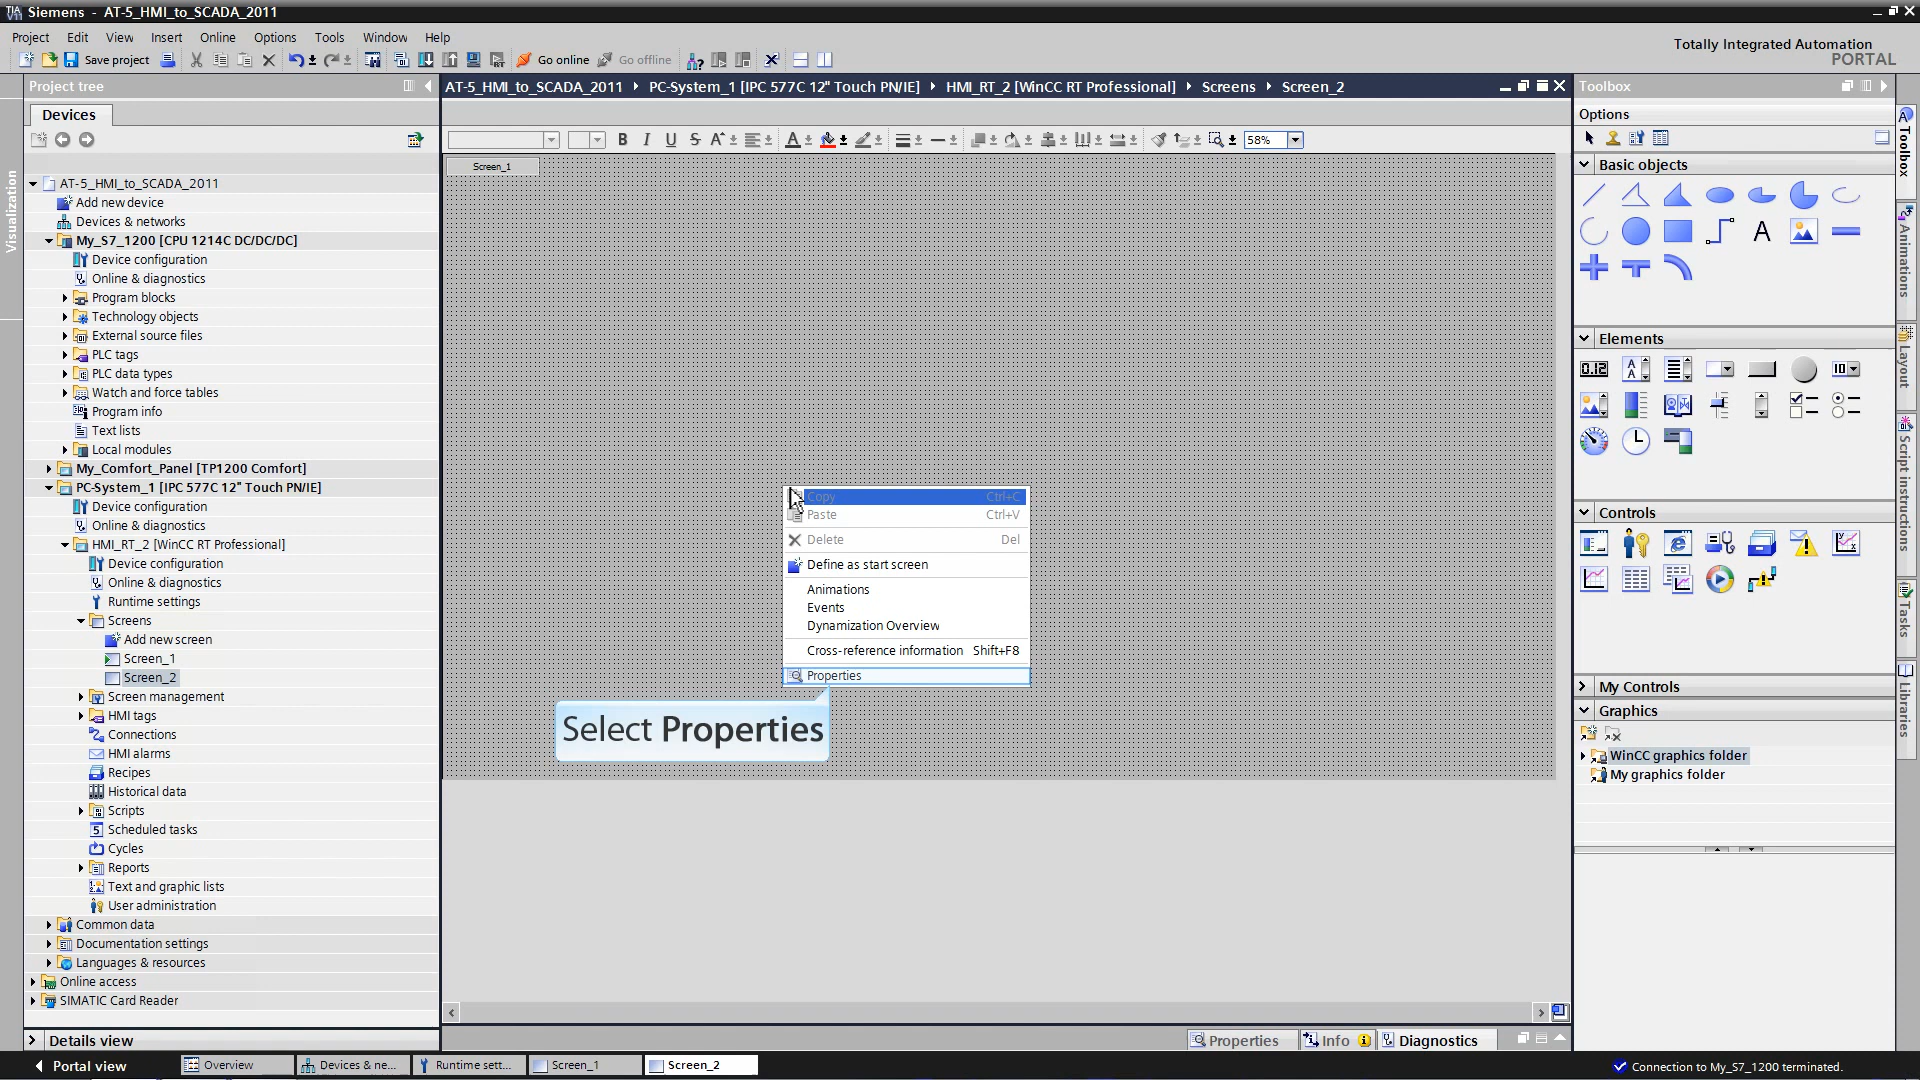 Siemens - AT-5_HMI_to_SCADA_2011
Project Edit View Insert Online Options Tools Window Help
Totally Integrated Automation
PORTAL
Save project
Go online
Go offline
Project tree
Devices
Visualization
AT-5_HMI_to_SCADA_2011
Add new device
Devices & networks
My_S7_1200 [CPU 1214C DC/DC/DC]
Device configuration
Online & diagnostics
Program blocks
Technology objects
External source files
PLC tags
PLC data types
Watch and force tables
Program info
Text lists
Local modules
My_Comfort_Panel [TP1200 Comfort]
PC-System_1 [IPC 577C 12" Touch PN/IE]
Device configuration
Online & diagnostics
HMI_RT_2 [WinCC RT Professional]
Device configuration
Online & diagnostics
Runtime settings
Screens
Add new screen
Screen_1
Screen_2
Screen management
HMI tags
Connections
HMI alarms
Recipes
Historical data
Scripts
Scheduled tasks
Cycles
Reports
Text and graphic lists
User administration
Common data
Documentation settings
Languages & resources
Online access
SIMATIC Card Reader
Details view
AT-5_HMI_to_SCADA_2011 PC-System_1 [IPC 577C 12" Touch PN/IE] HMI_RT_2 [WinCC RT Professional] Screens Screen_2
B I U S A A 58%
Screen_1
Copy Ctrl+C
Paste Ctrl+V
Delete Del
Define as start screen
Animations
Events
Dynamization Overview
Cross-reference information Shift+F8
Properties
Select Properties
Properties Info Diagnostics
Toolbox
Options
Basic objects
A
Elements
0.12
A
A
10
Controls
My Controls
Graphics
WinCC graphics folder
My graphics folder
Toolbox
Animations
Layout
Script instructions
Tasks
Libraries
Portal view
Overview
Devices & ne...
Runtime sett...
Screen_1
Screen_2
Connection to My_S7_1200 terminated.